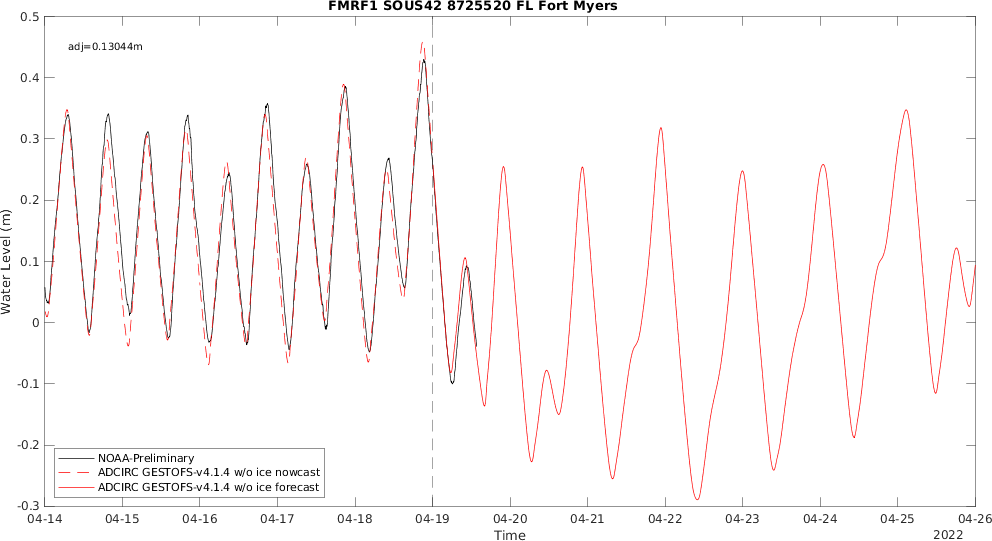 FMRF1 SOUS42 8725520 FL Fort Myers
0.5
adj=0.13044m
0.4
0.3
0.2
0.1
0
-0.1
-0.2
-0.3
Water Level (m)
NOAA-Preliminary
ADCIRC GESTOFS-v4.1.4 w/o ice nowcast
ADCIRC GESTOFS-v4.1.4 w/o ice forecast
04-14 04-15 04-16 04-17 04-18 04-19 04-20 04-21 04-22 04-23 04-24 04-25 04-26
Time
2022